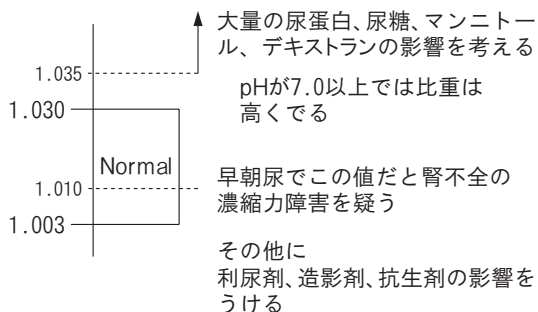 大量の尿蛋白、尿糖、マンニトー
ル、デキストランの影響を考える
1.035
pHが7.0以上では比重は
高くでる
1.030
Normal
1.010
早朝尿でこの値だと腎不全の
濃縮力障害を疑う
1.003
その他に
利尿剤、造影剤、抗生剤の影響を
うける